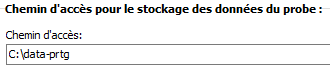 Chemin d'accès pour le stockage des données du probe :
Chemin d'accès:
C:\data-prtg